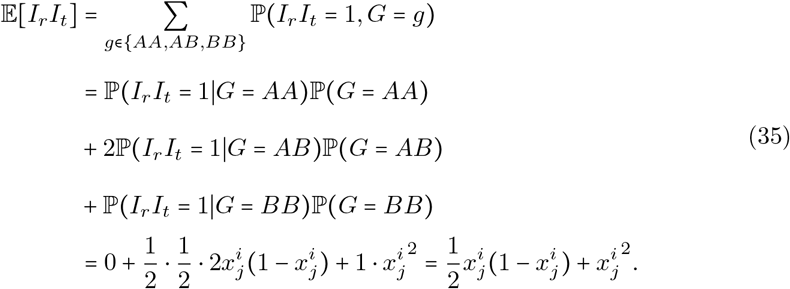 𝔼[I_r I_t] = ∑_{g∈{AA,AB,BB}} ℙ(I_r I_t = 1, G = g)
= ℙ(I_r I_t = 1|G = AA)ℙ(G = AA)
+ 2ℙ(I_r I_t = 1|G = AB)ℙ(G = AB)
(35)
+ ℙ(I_r I_t = 1|G = BB)ℙ(G = BB)
= 0 + 1/2 · 1/2 · 2x_j^i(1 − x_j^i) + 1 · x_j^i^2 = 1/2 x_j^i(1 − x_j^i) + x_j^i^2.